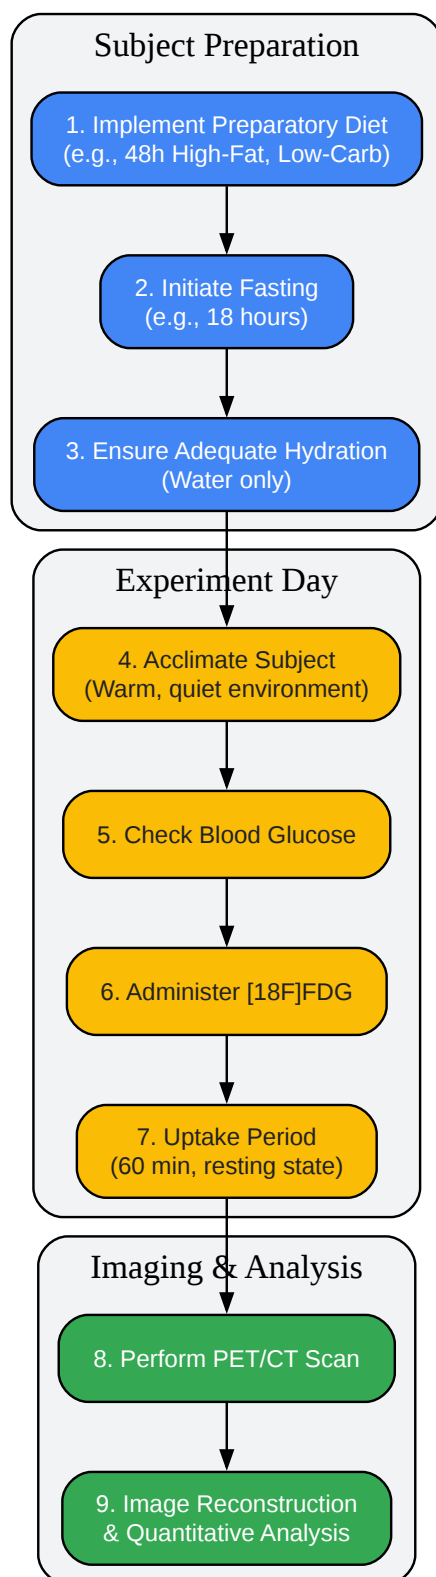 Subject Preparation
1. Implement Preparatory Diet
(e.g., 48h High-Fat, Low-Carb)
2. Initiate Fasting
(e.g., 18 hours)
3. Ensure Adequate Hydration
(Water only)
Experiment Day
4. Acclimate Subject
(Warm, quiet environment)
5. Check Blood Glucose
6. Administer [18F]FDG
7. Uptake Period
(60 min, resting state)
Imaging & Analysis
8. Perform PET/CT Scan
9. Image Reconstruction
& Quantitative Analysis